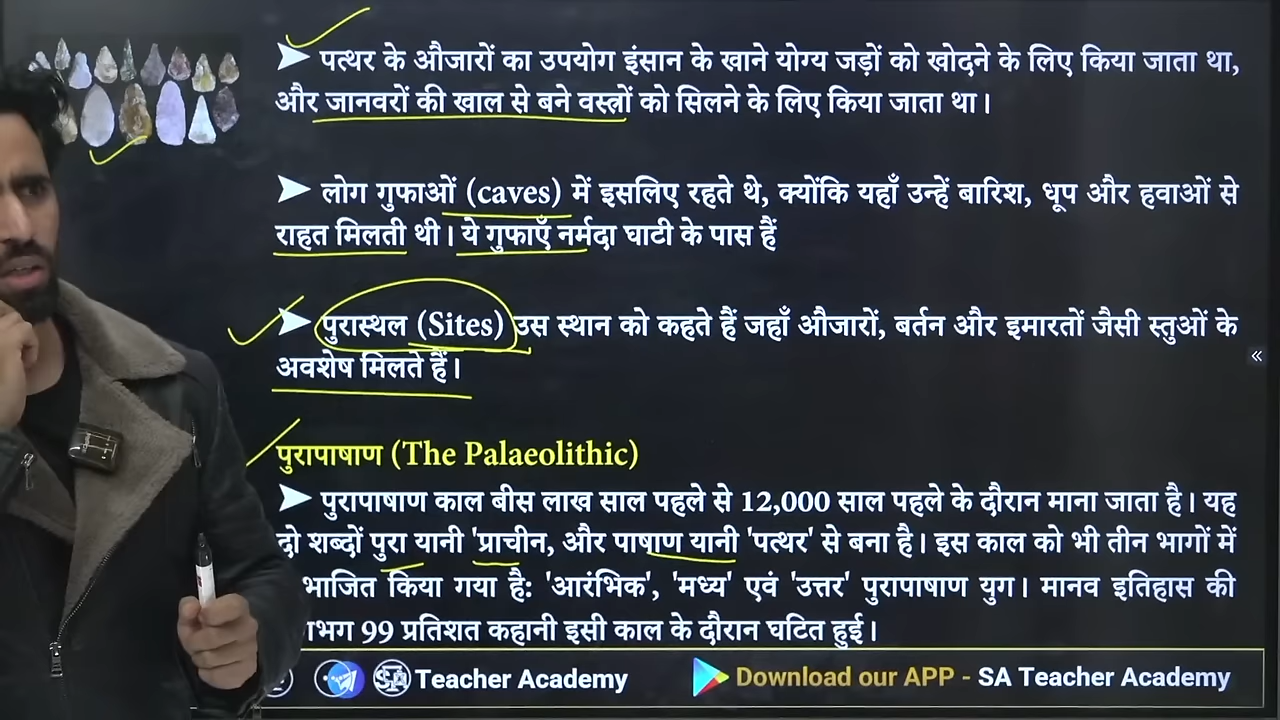 ➤ पत्थर के औजारों का उपयोग इंसान के खाने योग्य जड़ों को खोदने के लिए किया जाता था,
और जानवरों की खाल से बने वस्त्रों को सिलने के लिए किया जाता था।
➤ लोग गुफाओं (caves) में इसलिए रहते थे, क्योंकि यहाँ उन्हें बारिश, धूप और हवाओं से
राहत मिलती थी। ये गुफाएँ नर्मदा घाटी के पास हैं
➤ पुरास्थल (Sites) उस स्थान को कहते हैं जहाँ औजारों, बर्तन और इमारतों जैसी स्तुओं के
अवशेष मिलते हैं।
पुरापाषाण (The Palaeolithic)
➤ पुरापाषाण काल बीस लाख साल पहले से 12,000 साल पहले के दौरान माना जाता है। यह
दो शब्दों पुरा यानी 'प्राचीन, और पाषाण यानी 'पत्थर' से बना है। इस काल को भी तीन भागों में
भाजित किया गया है: 'आरंभिक', 'मध्य' एवं 'उत्तर' पुरापाषाण युग। मानव इतिहास की
भग 99 प्रतिशत कहानी इसी काल के दौरान घटित हुई।
SA Teacher Academy Download our APP - SA Teacher Academy